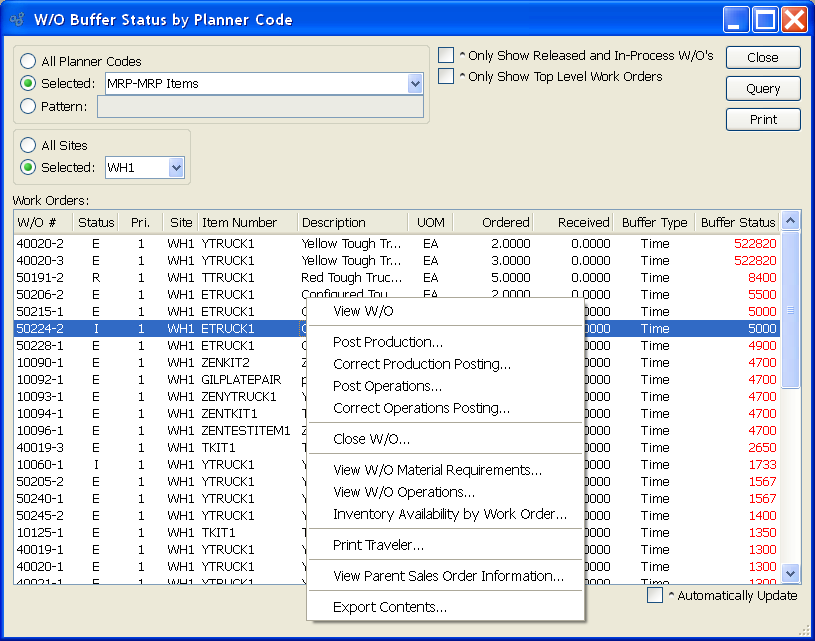 W/O Buffer Status by Planner Code
All Planner Codes
Selected: MRP-MRP Items
Pattern:
^ Only Show Released and In-Process W/O's
^ Only Show Top Level Work Orders
Close
Query
Print
All Sites
Selected: WH1
Work Orders:
W/O # Status Pri. Site Item Number Description UOM Ordered Received Buffer Type Buffer Status
40020-2 E 1 WH1 YTRUCK1 Yellow Tough Tr... EA 2.0000 0.0000 Time 522820
40020-3 E 1 WH1 YTRUCK1 Yellow Tough Tr... EA 3.0000 0.0000 Time 522820
50191-2 R 1 WH1 TTRUCK1 Red Tough Truc... EA 5.0000 0.0000 Time 8400
50206-2 E 1 WH1 ETRUCK1 Configured Tou... EA 2.0000 0.0000 Time 5500
50215-1 E 1 WH1 ETRUCK1 Time 5000
50224-2 I 1 WH1 ETRUCK1 0000 Time 5000
50228-1 E 1 WH1 ETRUCK1 0000 Time 4900
10090-1 E 1 WH1 ZENKIT2 0000 Time 4700
10092-1 E 1 WH1 GILPLATEPAIR 0000 Time 4700
10093-1 E 1 WH1 ZENYTRUCK1 0000 Time 4700
10094-1 E 1 WH1 ZENTKIT1 0000 Time 4700
10096-1 E 1 WH1 ZENTESTITEM1 0000 Time 4700
40019-3 E 1 WH1 TKIT1 0000 Time 2650
10060-1 I 1 WH1 YTRUCK1 0000 Time 1733
50205-2 E 1 WH1 YTRUCK1 0000 Time 1567
50240-1 E 1 WH1 YTRUCK1 0000 Time 1567
50245-2 E 1 WH1 YTRUCK1 0000 Time 1400
10125-1 E 1 WH1 TKIT1 0000 Time 1350
40019-1 E 1 WH1 YTRUCK1 0000 Time 1300
40020-1 E 1 WH1 YTRUCK1 0000 Time 1300
40021-1 E 1 WH1 YTRUCK1 0000 Time 1300
View W/O
Post Production...
Correct Production Posting...
Post Operations...
Correct Operations Posting...
Close W/O...
View W/O Material Requirements...
View W/O Operations...
Inventory Availability by Work Order...
Print Traveler...
View Parent Sales Order Information...
Export Contents...
^ Automatically Update